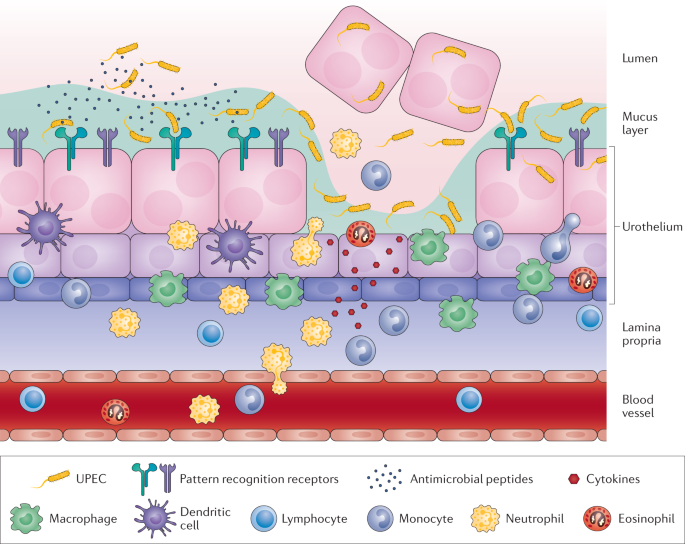 Lumen
Mucus
layer
Urothelium
Lamina
propria
Blood
vessel
UPEC
Pattern recognition receptors
Antimicrobial peptides
Cytokines
Macrophage
Dendritic
cell
Lymphocyte
Monocyte
Neutrophil
Eosinophil